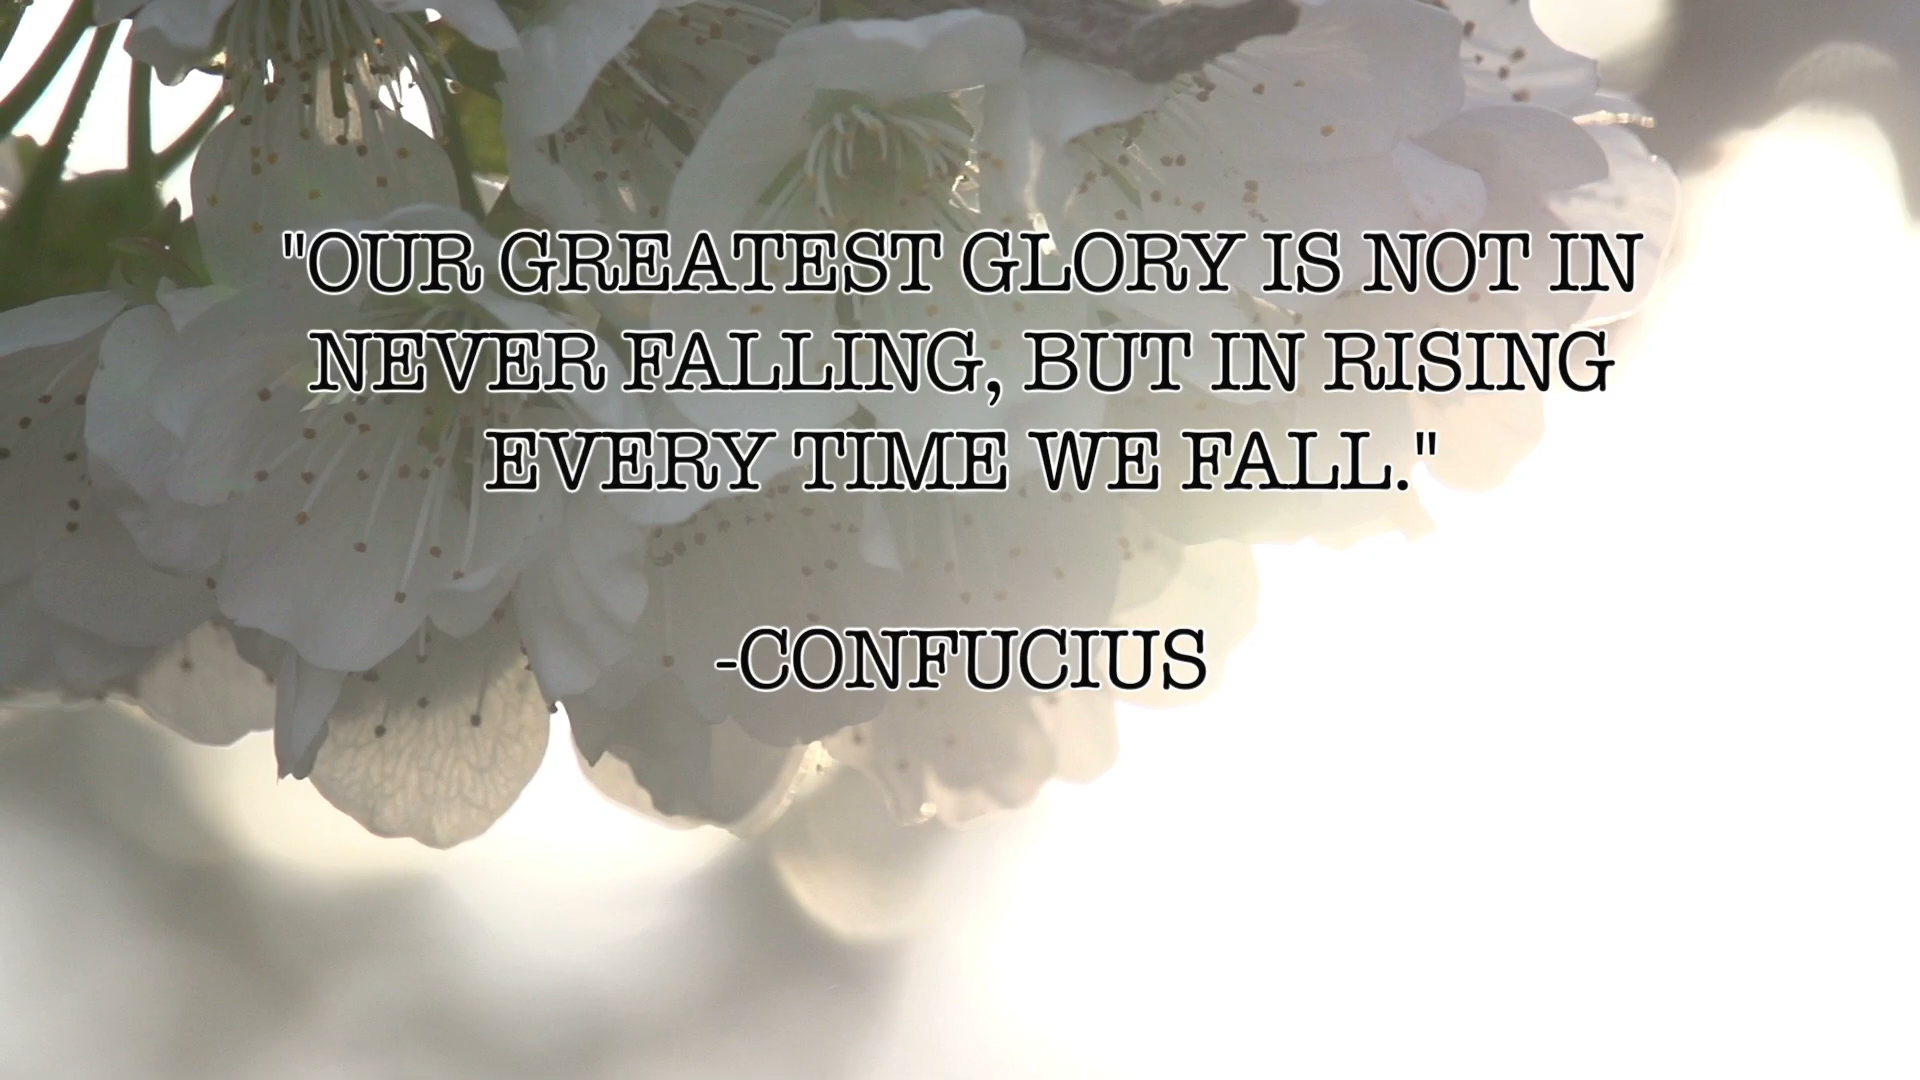 "OUR GREATEST GLORY IS NOT IN
NEVER FALLING, BUT IN RISING
EVERY TIME WE FALL."
-CONFUCIUS